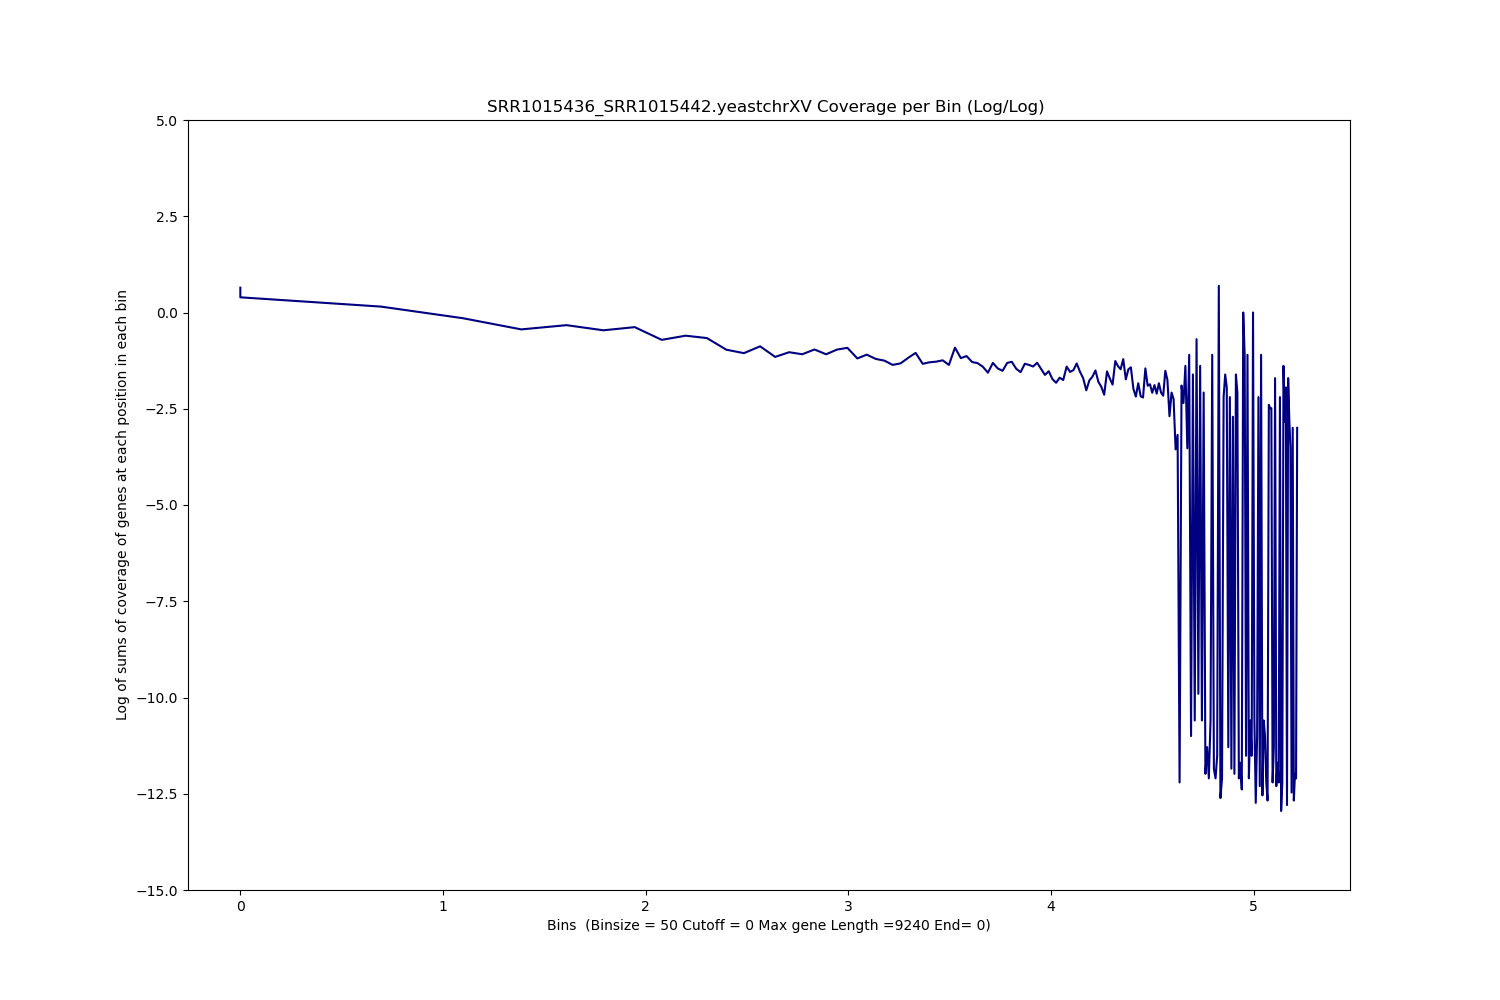 SRR1015436_SRR1015442.yeastchrXV Coverage per Bin (Log/Log)
5.0
2.5
0.0
−2.5
−5.0
−7.5
−10.0
−12.5
−15.0
Log of sums of coverage of genes at each position in each bin
0 1 2 3 4 5
Bins  (Binsize = 50 Cutoff = 0 Max gene Length =9240 End= 0)